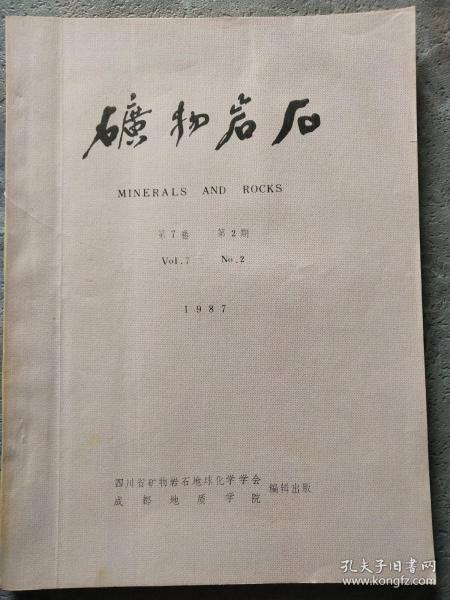 礦物岩石
MINERALS AND ROCKS
第7卷 第2期
Vol.7 No.2
1987
四川省矿物岩石地球化学学会
成都地质学院
编辑出版
孔夫子旧书网
www.kongfz.com